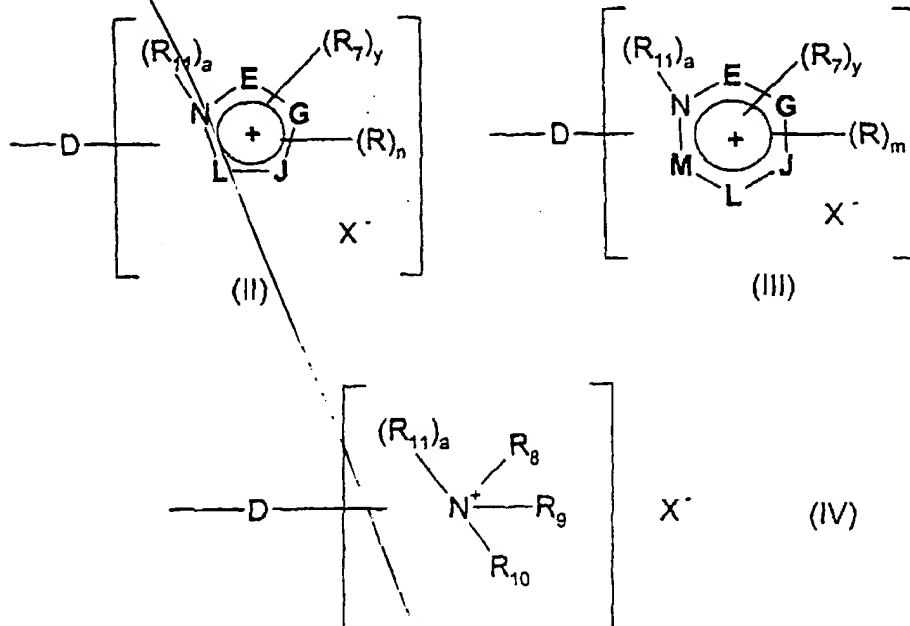 (R₁₁)ₐ E (R₇)ᵧ
N G
D + (R)ₙ
L J
X⁻
(II)
(R₁₁)ₐ E (R₇)ᵧ
N G
D + (R)ₘ
M J
L
X⁻
(III)
(R₁₁)ₐ R₈
D N⁺ R₉ X⁻ (IV)
R₁₀